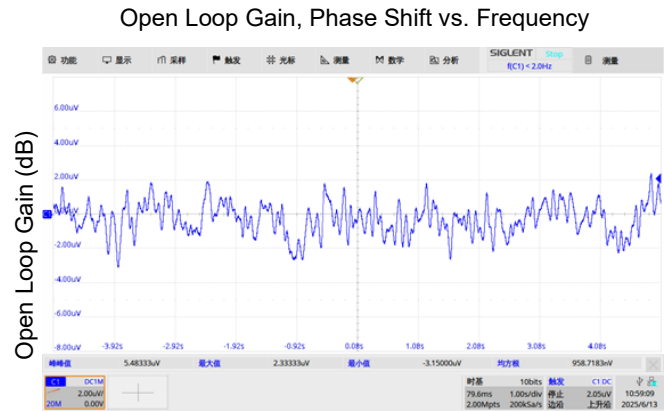 Open Loop Gain, Phase Shift vs. Frequency
功能 显示 采样 触发 光标 测量 数学 分析 SIGLENT Stop f(C1) < 2.0Hz 测量
Open Loop Gain (dB)
6.00uV
4.00uV
2.00uV
C1
-2.00uV
-4.00uV
-6.00uV
-8.00uV -3.92s -2.92s -1.92s -0.92s 0.08s 1.08s 2.08s 3.08s 4.08s
峰峰值 5.48333uV 最大值 2.33333uV 最小值 -3.15000uV 均方根 958.7183nV
C1 DC1M 时基 10bits 触发 C1 DC
2.00uV/ 79.6ms 1.00s/div 停止 2.05uV 10:59:09
20M 0.00V 2.00Mpts 200kSa/s 边沿 上升沿 2025/6/13